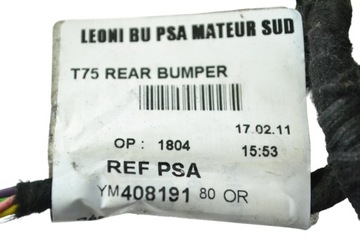 LEONI BU PSA MATEUR SUD
T75 REAR BUMPER
17.02.11
OP : 1804 15:53
REF PSA
YM408191 80 OR